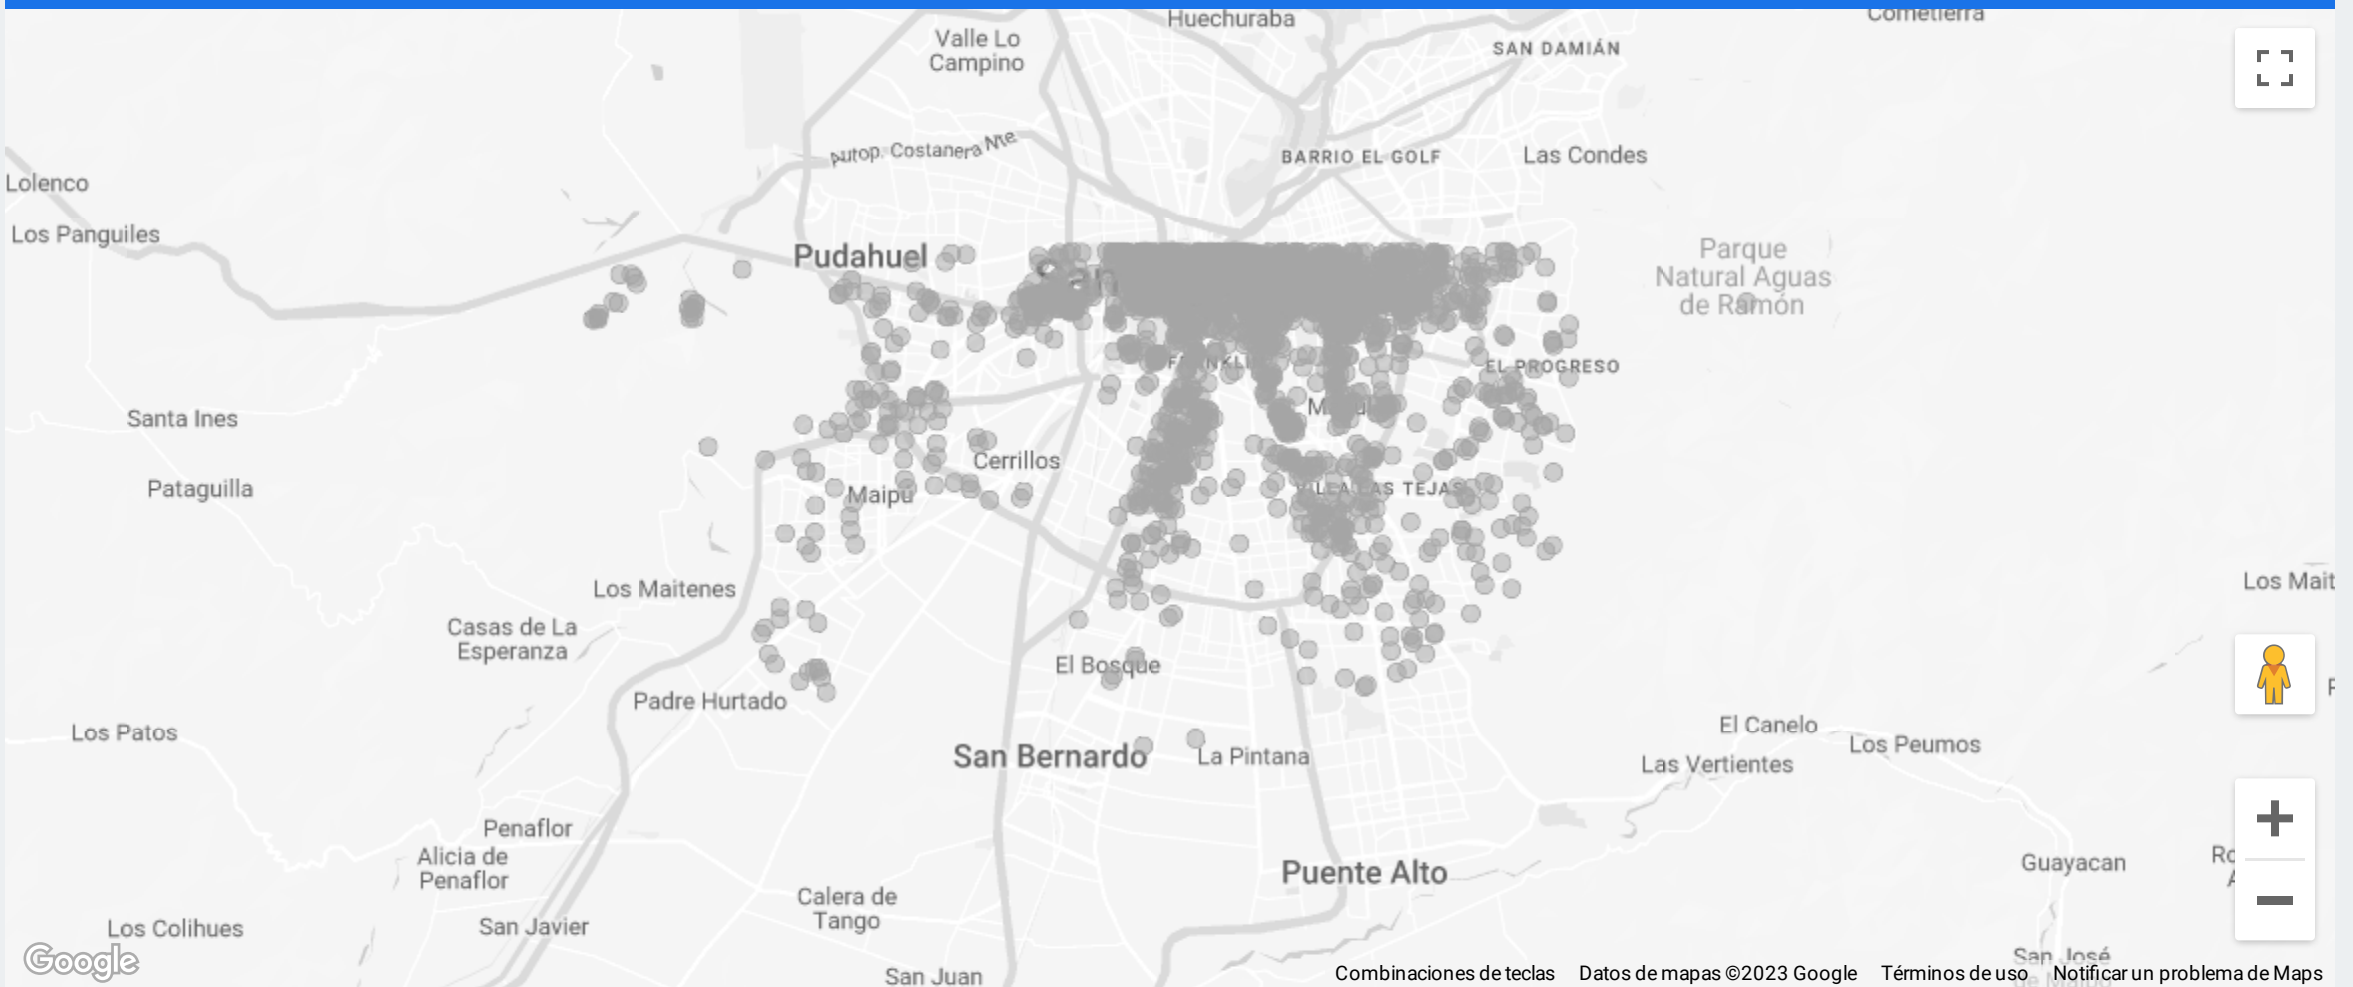 Huechuraba
Cometierra
Valle Lo
Campino
SAN DAMIÁN
Autop. Costanera Nte
BARRIO EL GOLF
Las Condes
Lolenco
Los Panguiles
Pudahuel
Parque
Natural Aguas
de Ramón
EL PROGRESO
Santa Ines
Cerrillos
Pataguilla
Maipú
Los Maitenes
Los Mait
Casas de La
Esperanza
El Bosque
Padre Hurtado
Los Patos
San Bernardo
La Pintana
El Canelo
Los Peumos
Las Vertientes
Penaflor
Alicia de
Penaflor
Puente Alto
Guayacan
Calera de
Tango
Los Colihues
San Javier
San José
de Maipo
San Juan
Google
Combinaciones de teclas
Datos de mapas ©2023 Google
Términos de uso
Notificar un problema de Maps